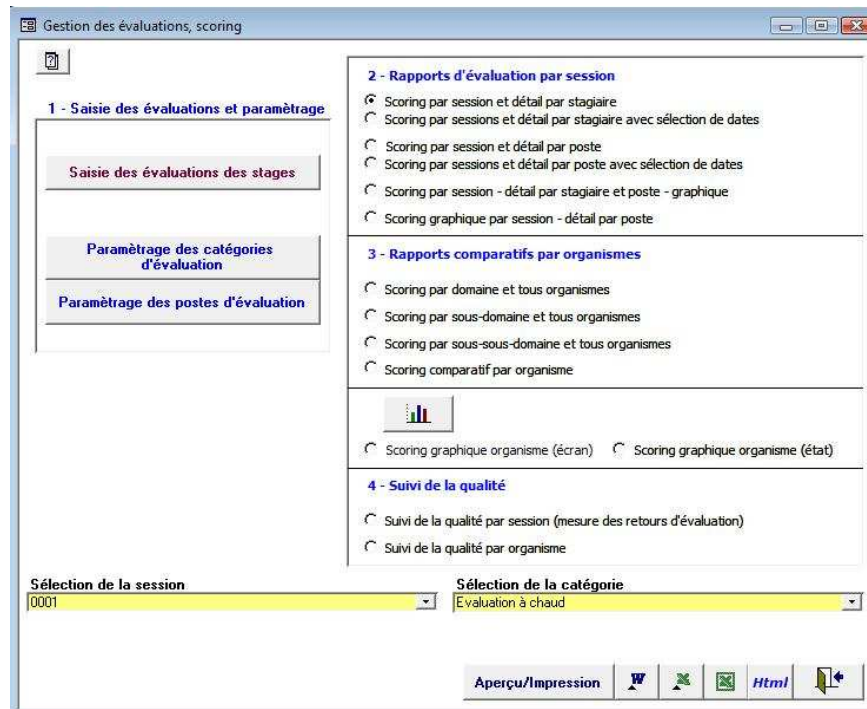 Gestion des évaluations, scoring
1 - Saisie des évaluations et paramètrage
Saisie des évaluations des stages
Paramètrage des catégories
d'évaluation
Paramètrage des postes d'évaluation
2 - Rapports d'évaluation par session
Scoring par session et détail par stagiaire
Scoring par sessions et détail par stagiaire avec sélection de dates
Scoring par session et détail par poste
Scoring par sessions et détail par poste avec sélection de dates
Scoring par session - détail par stagiaire et poste - graphique
Scoring graphique par session - détail par poste
3 - Rapports comparatifs par organismes
Scoring par domaine et tous organismes
Scoring par sous-domaine et tous organismes
Scoring par sous-sous-domaine et tous organismes
Scoring comparatif par organisme
Scoring graphique organisme (écran) Scoring graphique organisme (état)
4 - Suivi de la qualité
Suivi de la qualité par session (mesure des retours d'évaluation)
Suivi de la qualité par organisme
Sélection de la session
0001
Sélection de la catégorie
Evaluation à chaud
Aperçu/Impression W Html